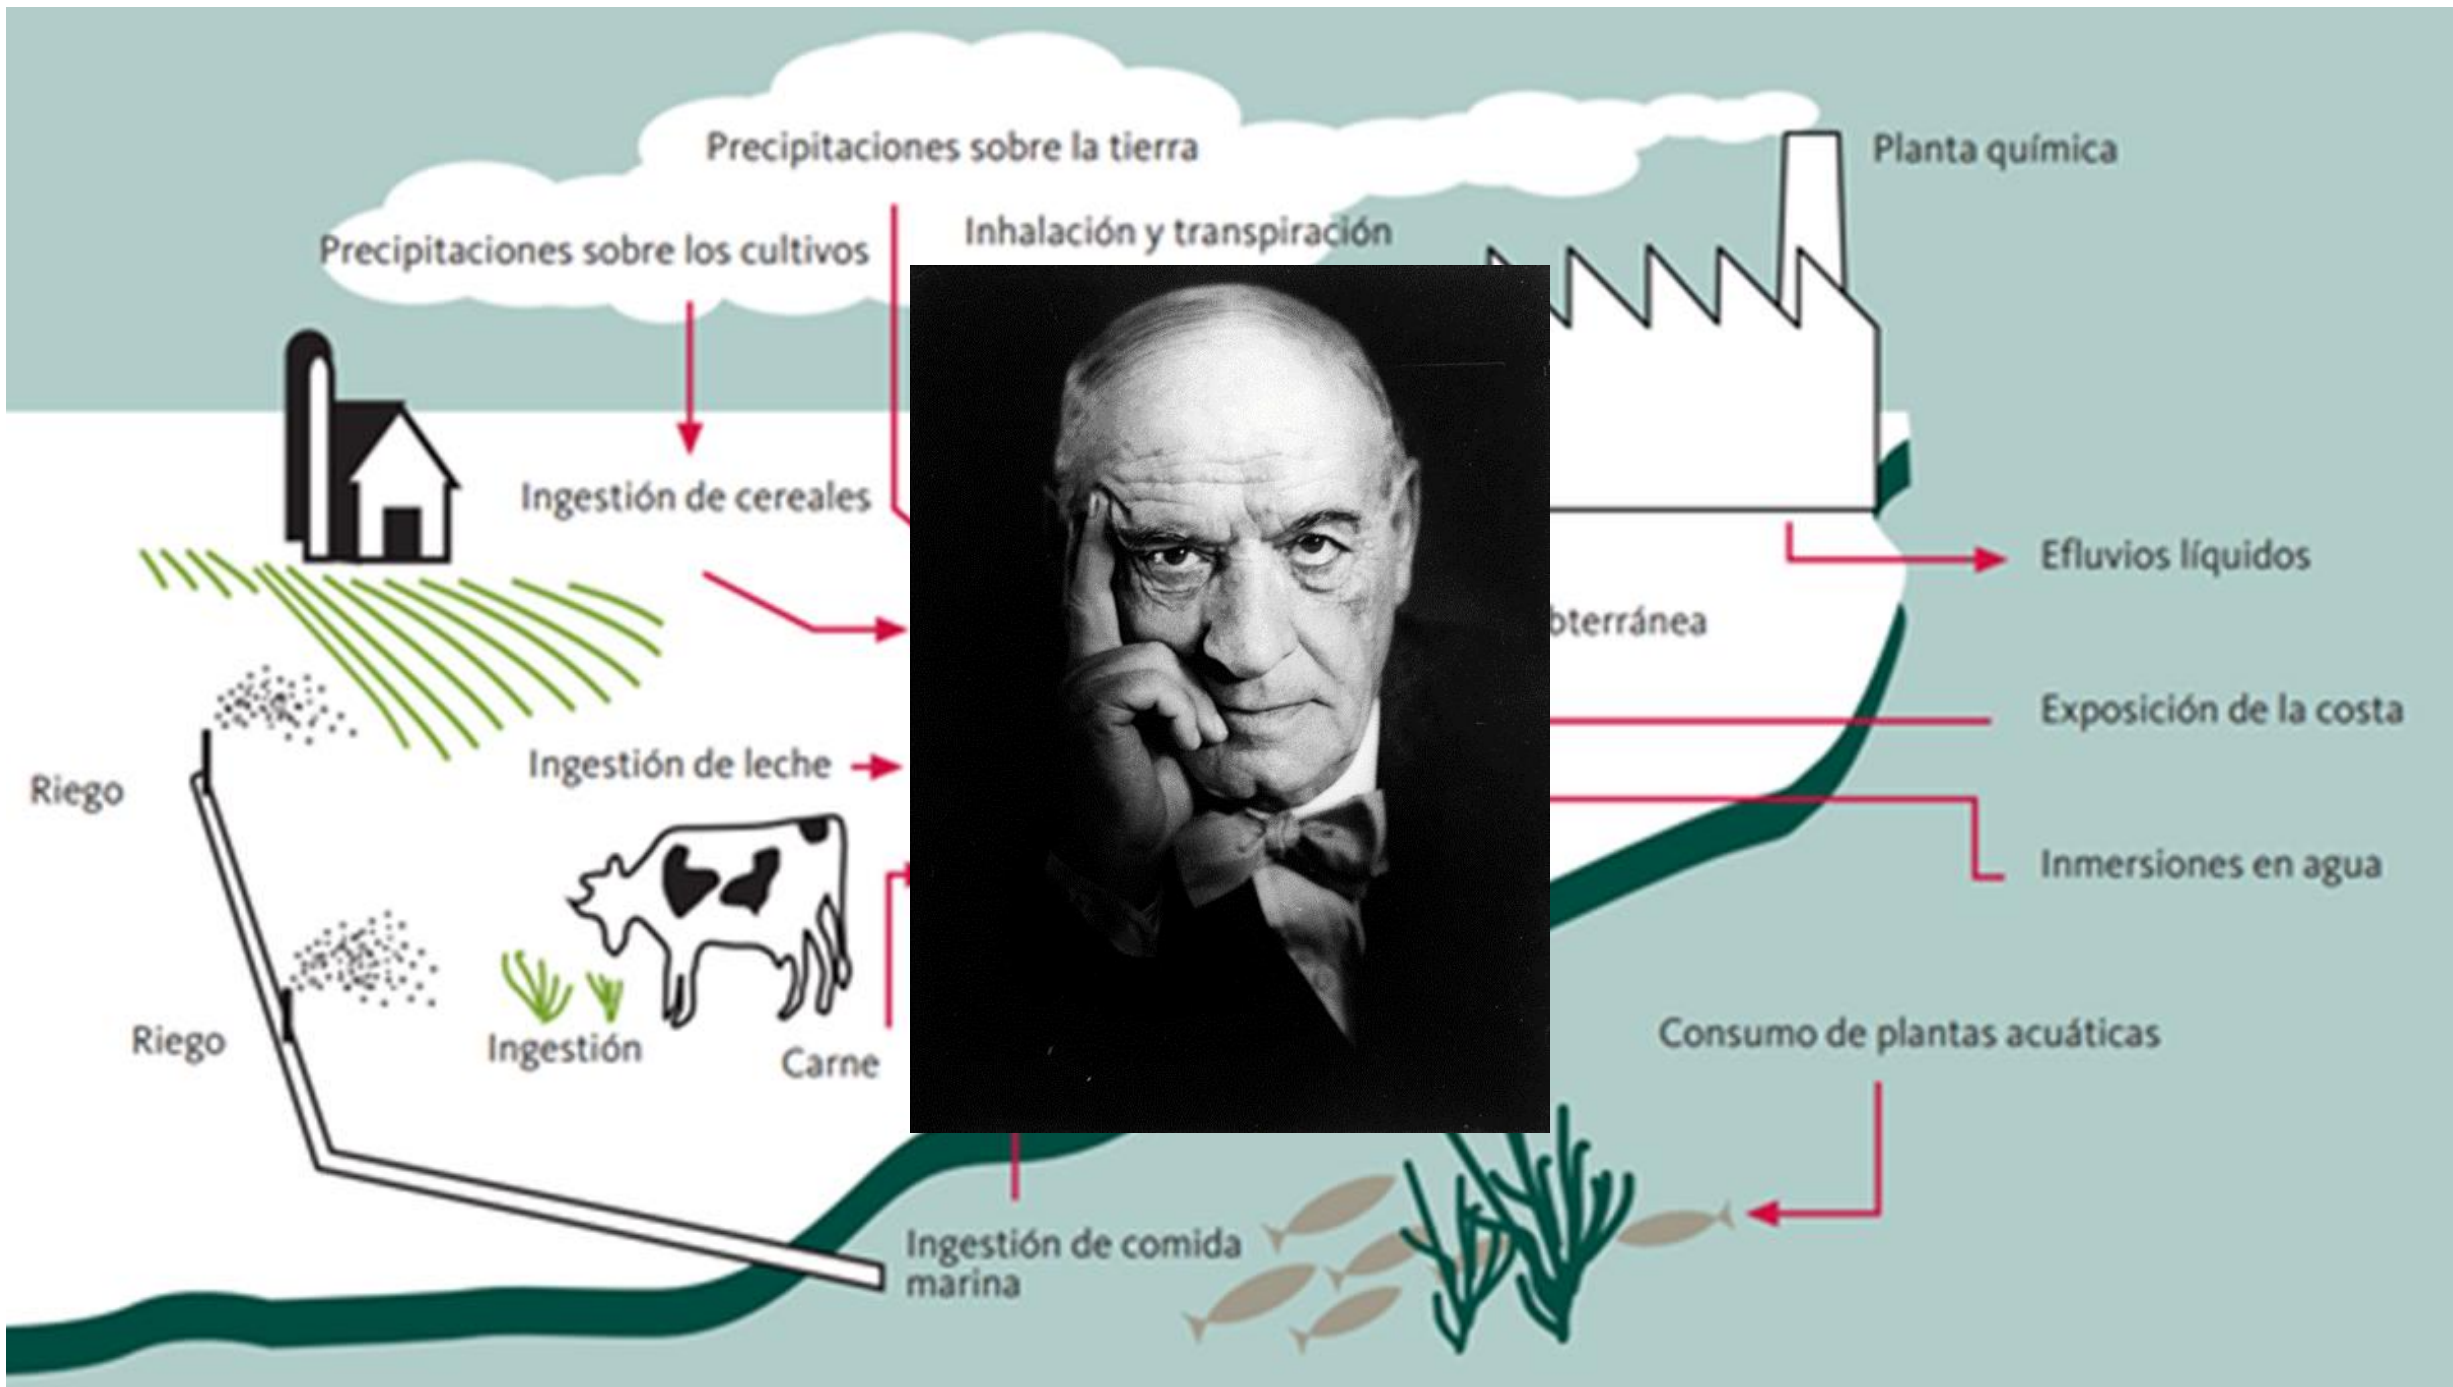 Precipitaciones sobre la tierra
Planta química
Inhalación y transpiración
Precipitaciones sobre los cultivos
Ingestión de cereales
Efluvios líquidos
bterránea
Exposición de la costa
Ingestión de leche
Riego
Inmersiones en agua
Consumo de plantas acuáticas
Riego
Ingestión
Carne
Ingestión de comida
marina